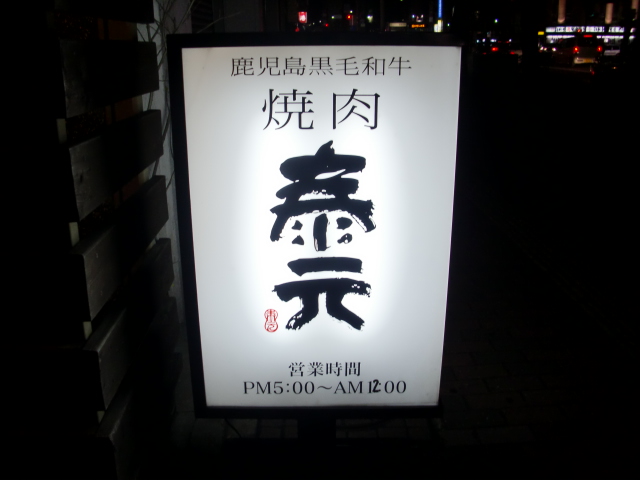 鹿児島黒毛和牛
焼肉
泰元
営業時間
PM5:00～AM12:00